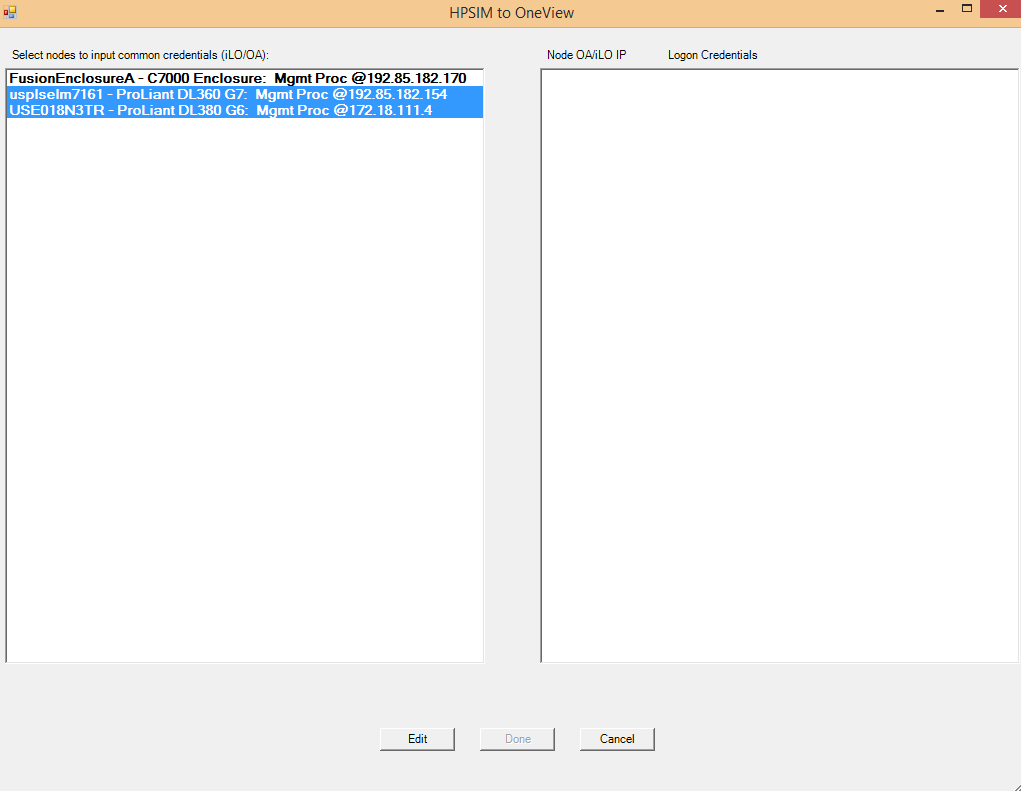 HPSIM to OneView
Select nodes to input common credentials (iLO/OA):
Node OA/iLO IP Logon Credentials
FusionEnclosureA - C7000 Enclosure: Mgmt Proc @192.85.182.170
usplselm7161 - ProLiant DL360 G7: Mgmt Proc @192.85.182.154
USE018N3TR - ProLiant DL380 G6: Mgmt Proc @172.18.111.4
Edit Done Cancel